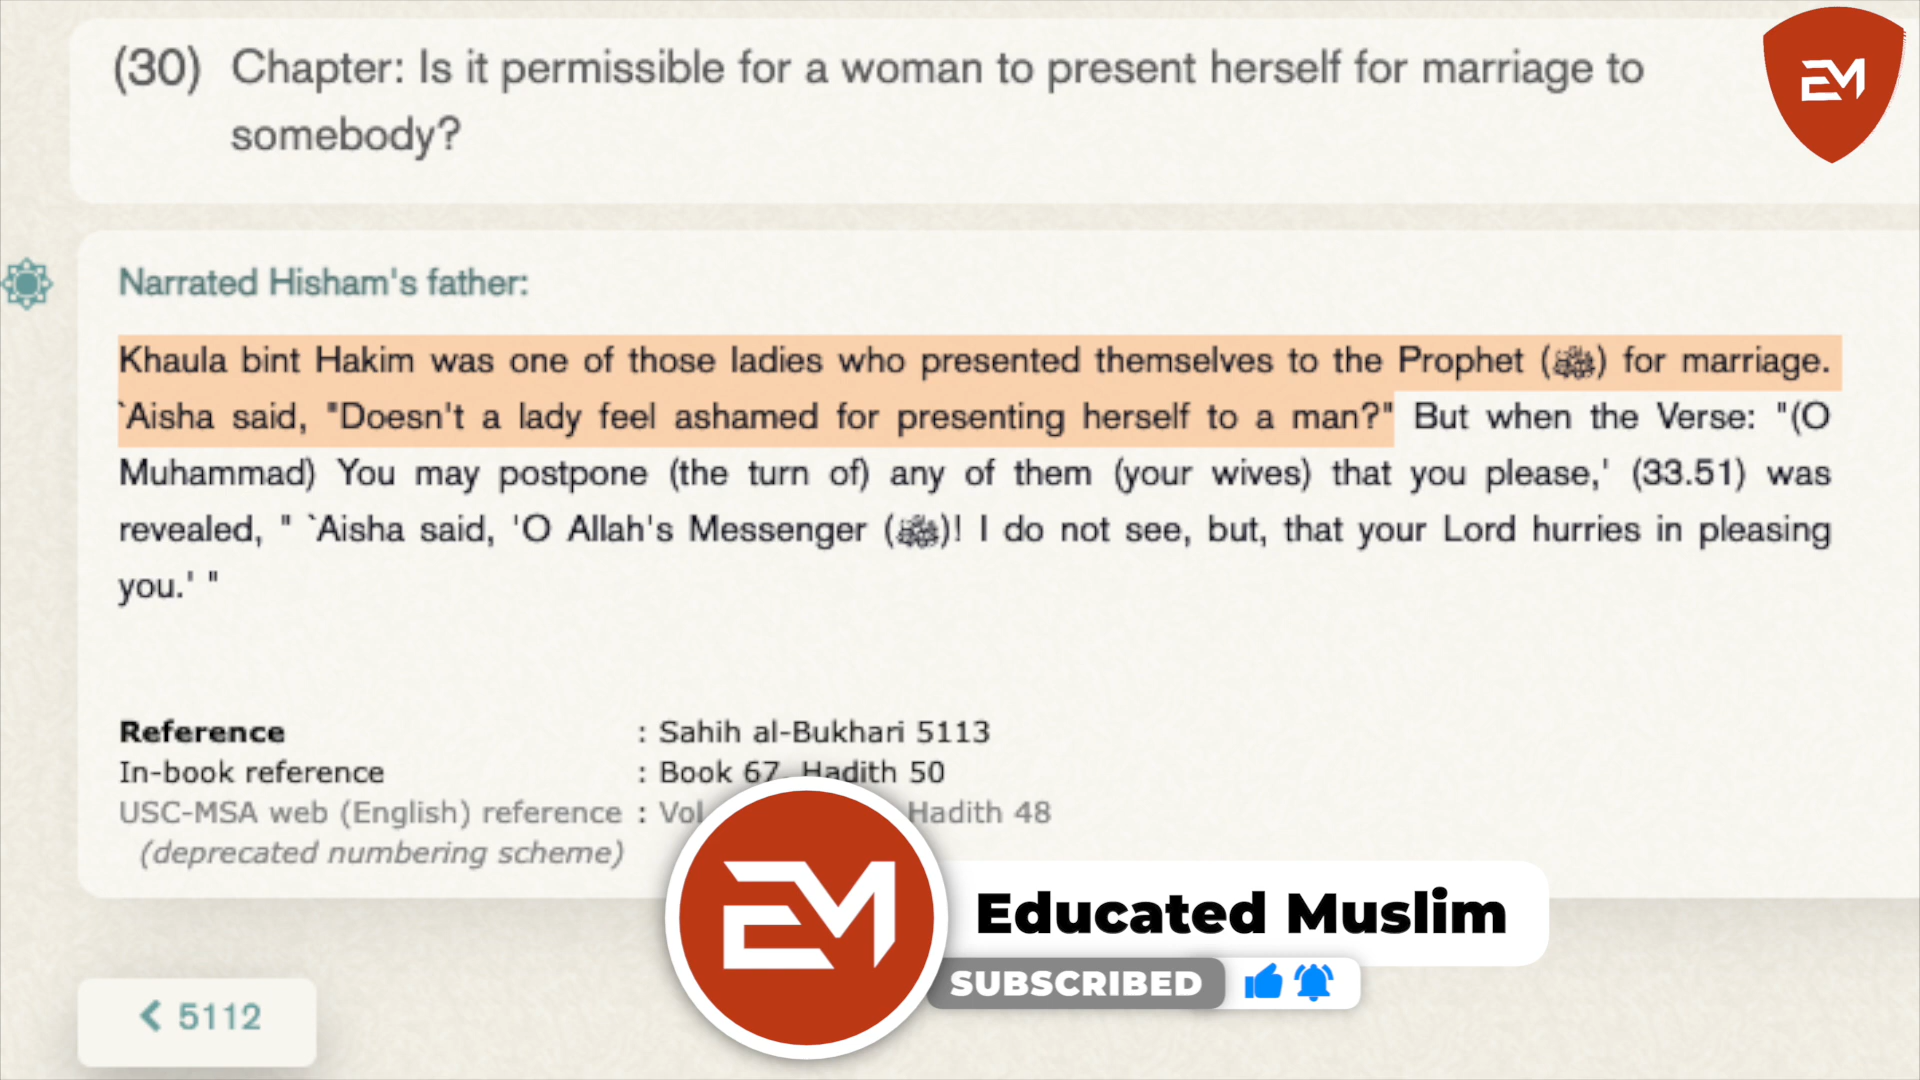 (30) Chapter: Is it permissible for a woman to present herself for marriage to
somebody?
EM
Narrated Hisham's father:
Khaula bint Hakim was one of those ladies who presented themselves to the Prophet (ﷺ) for marriage.
`Aisha said, "Doesn't a lady feel ashamed for presenting herself to a man?" But when the Verse: "(O
Muhammad) You may postpone (the turn of) any of them (your wives) that you please,' (33.51) was
revealed, " `Aisha said, 'O Allah's Messenger (ﷺ)! I do not see, but, that your Lord hurries in pleasing
you.' "
Reference : Sahih al-Bukhari 5113
In-book reference : Book 67, Hadith 50
USC-MSA web (English) reference : Vol Hadith 48
(deprecated numbering scheme)
EM
Educated Muslim
SUBSCRIBED
5112